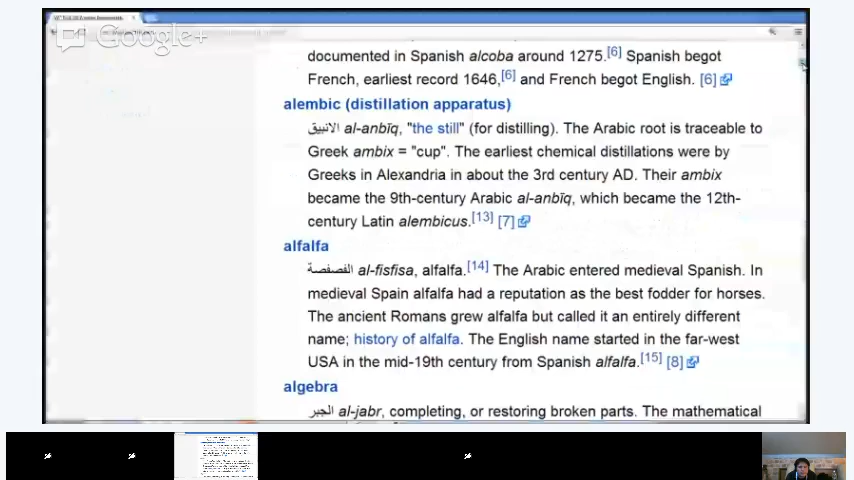 Google+
documented in Spanish alcoba around 1275.[6] Spanish begot
French, earliest record 1646,[6] and French begot English. [6]
alembic (distillation apparatus)
الانبيق al-anbīq, "the still" (for distilling). The Arabic root is traceable to
Greek ambix = "cup". The earliest chemical distillations were by
Greeks in Alexandria in about the 3rd century AD. Their ambix
became the 9th-century Arabic al-anbīq, which became the 12th-
century Latin alembicus.[13] [7]
alfalfa
الفصفصة al-fisfisa, alfalfa.[14] The Arabic entered medieval Spanish. In
medieval Spain alfalfa had a reputation as the best fodder for horses.
The ancient Romans grew alfalfa but called it an entirely different
name; history of alfalfa. The English name started in the far-west
USA in the mid-19th century from Spanish alfalfa.[15] [8]
algebra
الجبر al-jabr, completing, or restoring broken parts. The mathematical